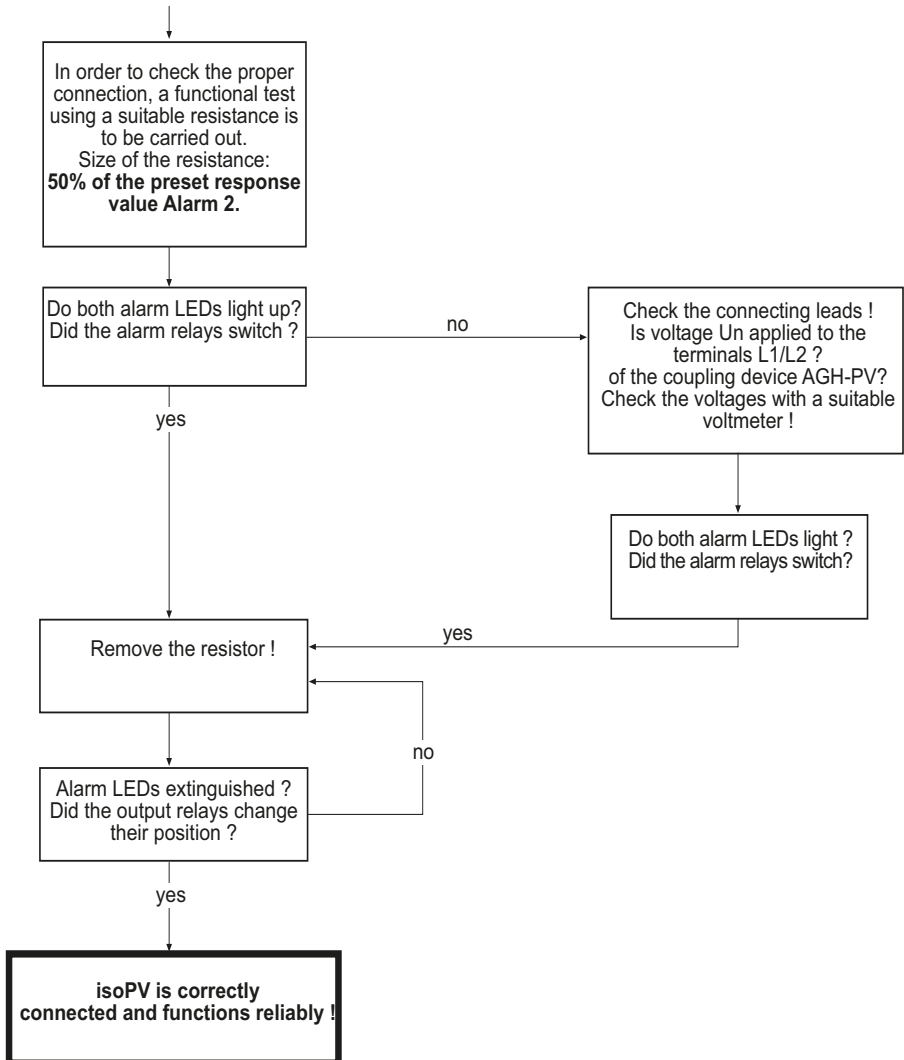 In order to check the proper
connection, a functional test
using a suitable resistance is
to be carried out.
Size of the resistance:
50% of the preset response
value Alarm 2.
Do both alarm LEDs light up?
Did the alarm relays switch ?
no
Check the connecting leads !
Is voltage Un applied to the
terminals L1/L2 ?
of the coupling device AGH-PV?
Check the voltages with a suitable
voltmeter !
yes
Do both alarm LEDs light ?
Did the alarm relays switch?
yes
Remove the resistor !
no
Alarm LEDs extinguished ?
Did the output relays change
their position ?
yes
isoPV is correctly
connected and functions reliably !